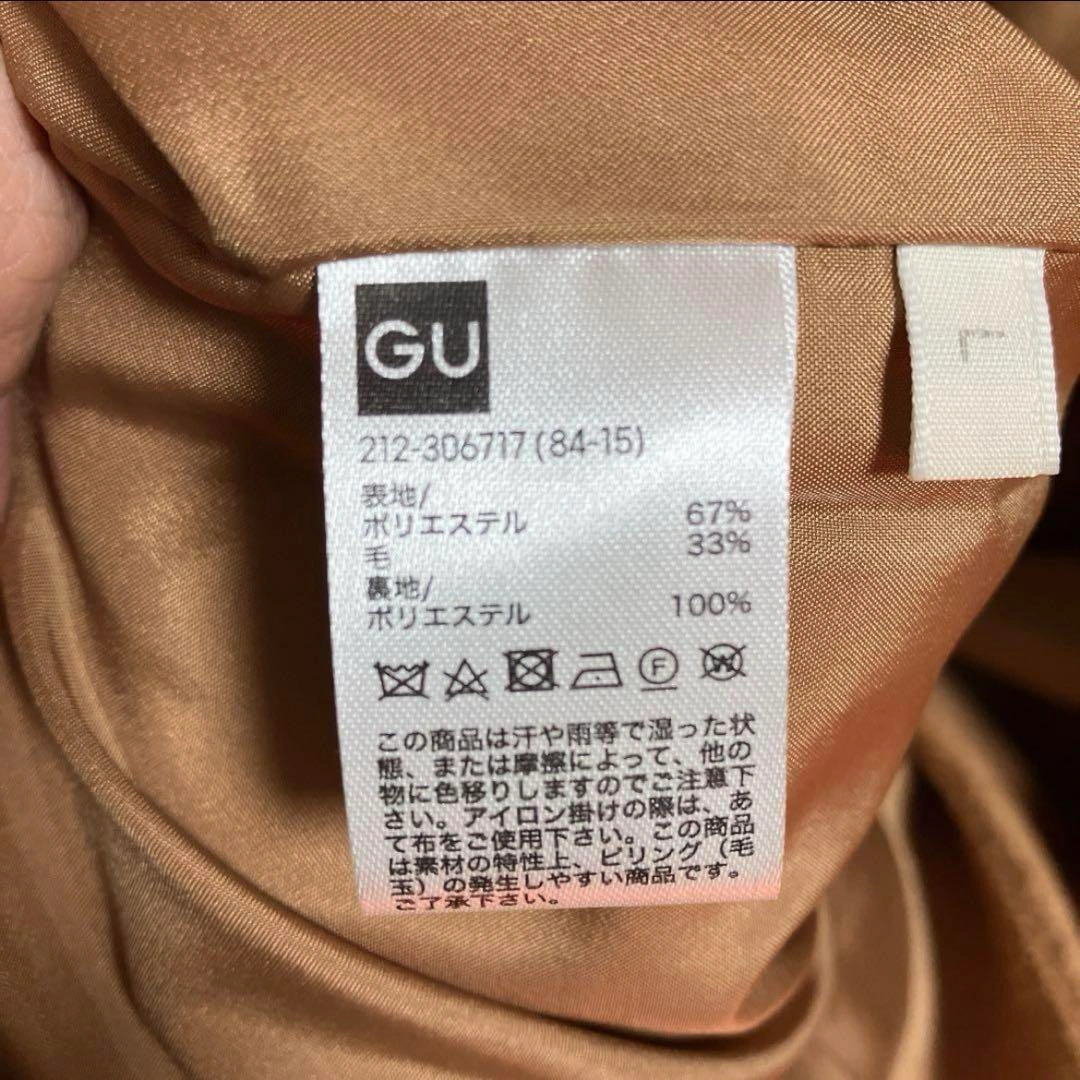 GU
L
212-306717 (84-15)
表地/
ポリエステル 67%
毛 33%
裏地/
ポリエステル 100%
F
W
この商品は汗や雨等で湿った状
態、または摩擦によって、他の
物に色移りしますのでご注意下
さい。アイロン掛けの際は、あ
て布をご使用下さい。この商品
は素材の特性上、ピリング(毛
玉)の発生しやすい商品です。
ご了承下さい。